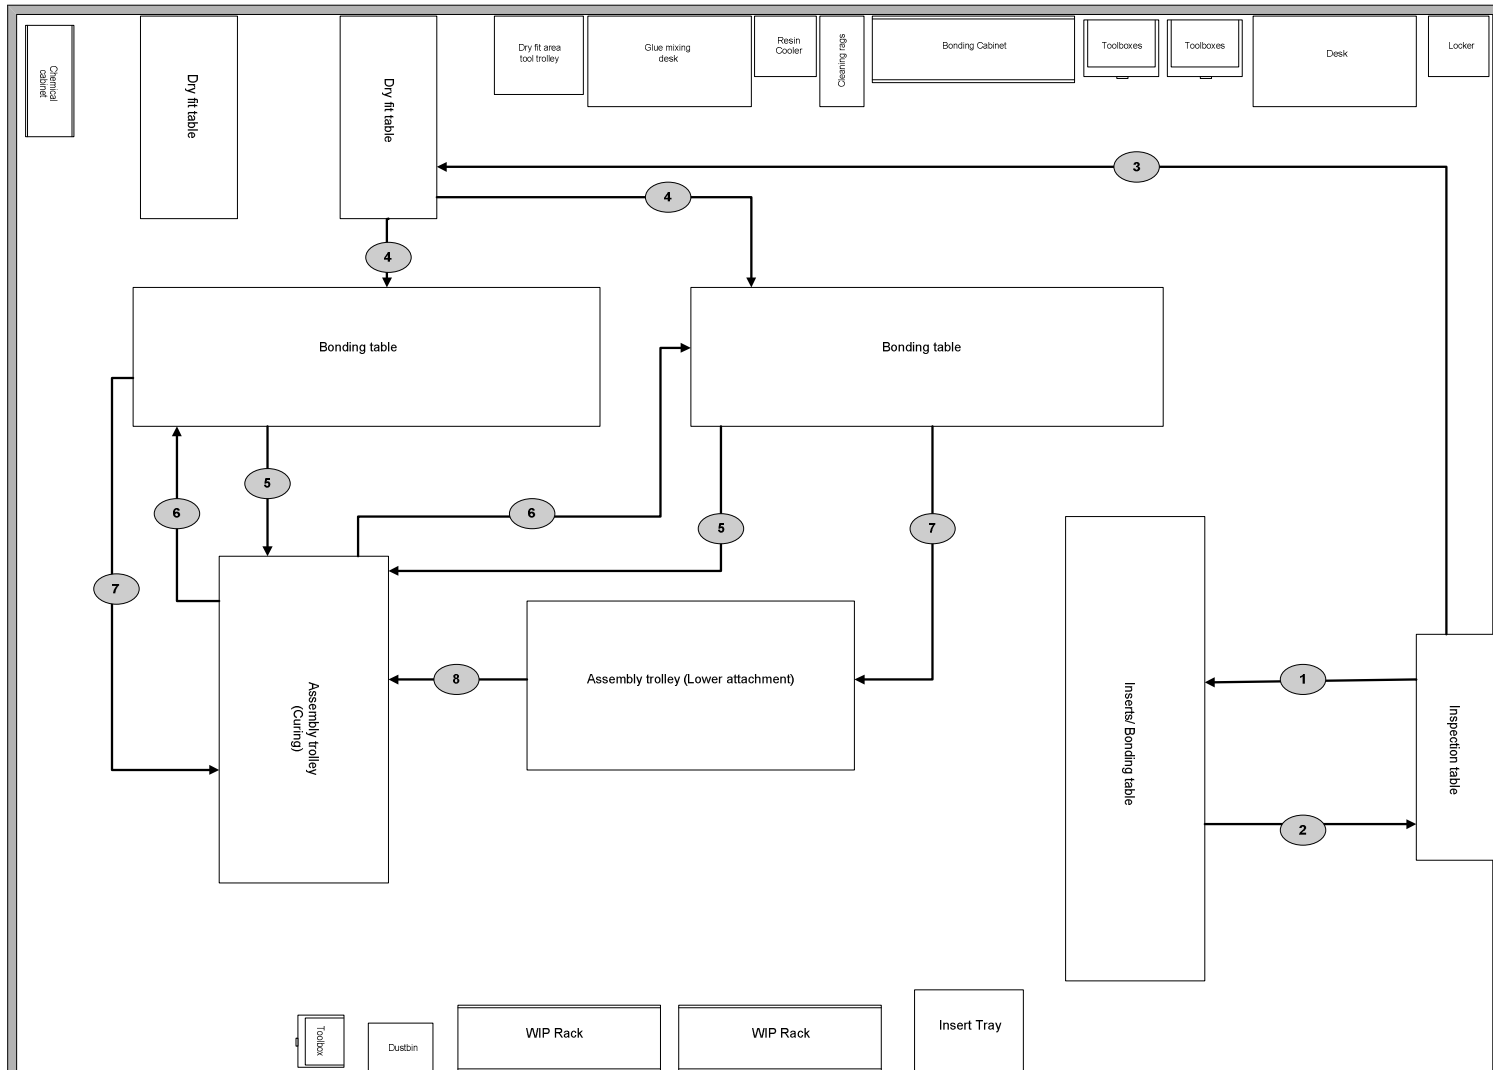 Chemical
cabinet
Dry fit table
Dry fit table
Dry fit area
tool trolley
Glue mixing
desk
Resin
Cooler
Cleaning rags
Bonding Cabinet
Toolboxes
Toolboxes
Desk
Locker
3
4
4
Bonding table
Bonding table
5
6
6
5
7
7
Assembly trolley
(Curing)
8
Assembly trolley (Lower attachment)
Inserts/ Bonding table
1
2
Inspection table
Toolbox
Dustbin
WIP Rack
WIP Rack
Insert Tray